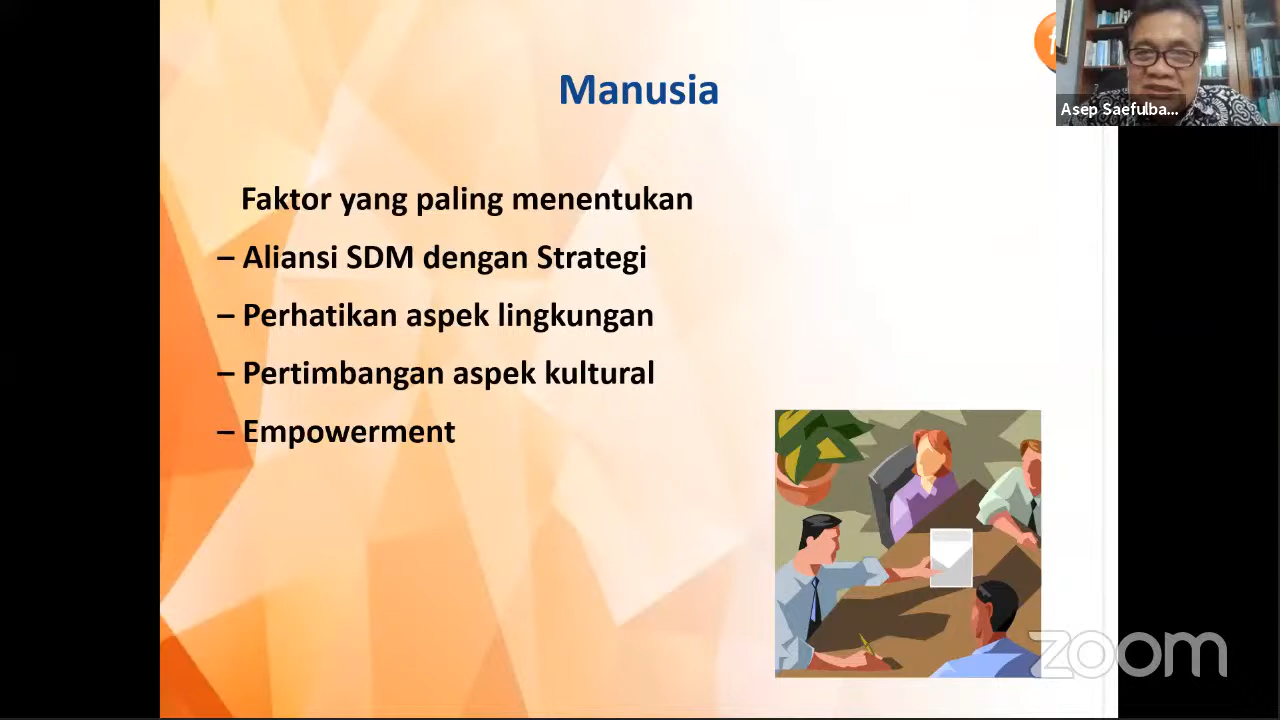 Manusia
Asep Saefulba...
Faktor yang paling menentukan
– Aliansi SDM dengan Strategi
– Perhatikan aspek lingkungan
– Pertimbangan aspek kultural
– Empowerment
zoom